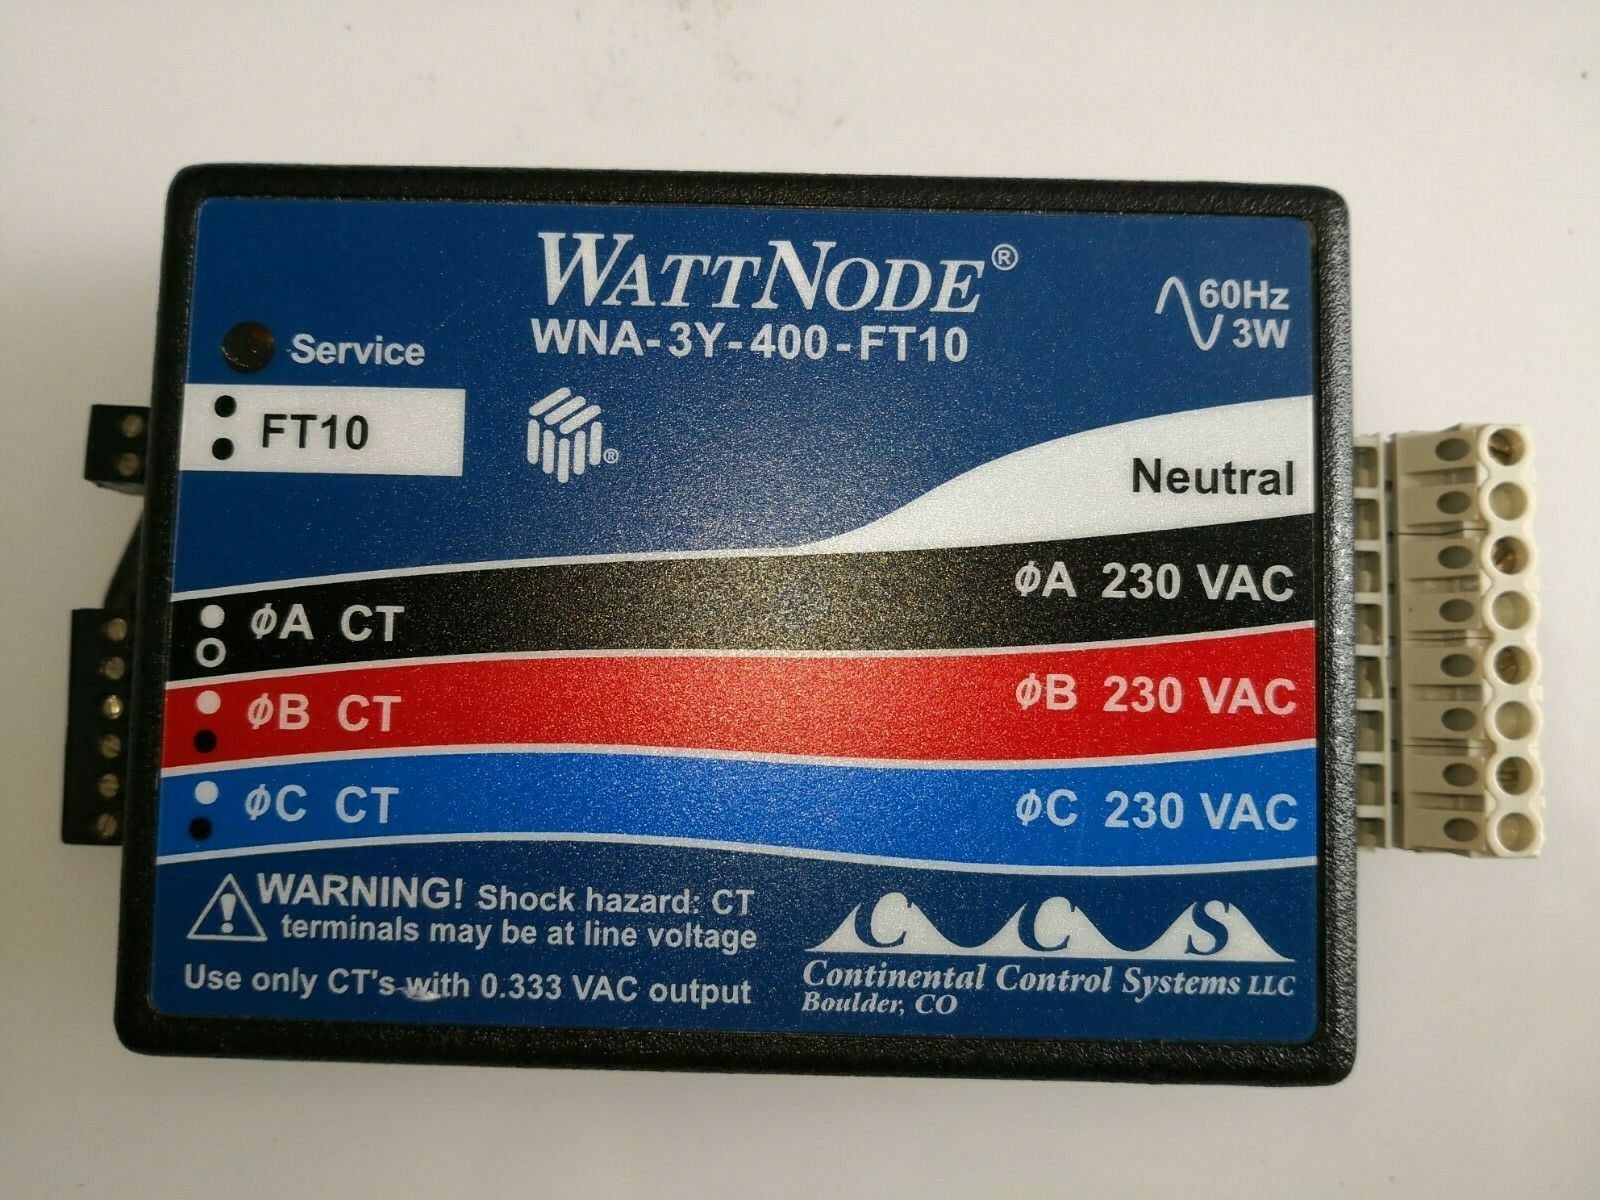 WATTNODE®
WNA-3Y-400-FT10
60Hz
3W
Service
FT10
®
Neutral
ϕA CT
ϕA 230 VAC
ϕB CT
ϕB 230 VAC
ϕC CT
ϕC 230 VAC
WARNING! Shock hazard: CT
terminals may be at line voltage
Use only CT's with 0.333 VAC output
CCS
Continental Control Systems LLC
Boulder, CO